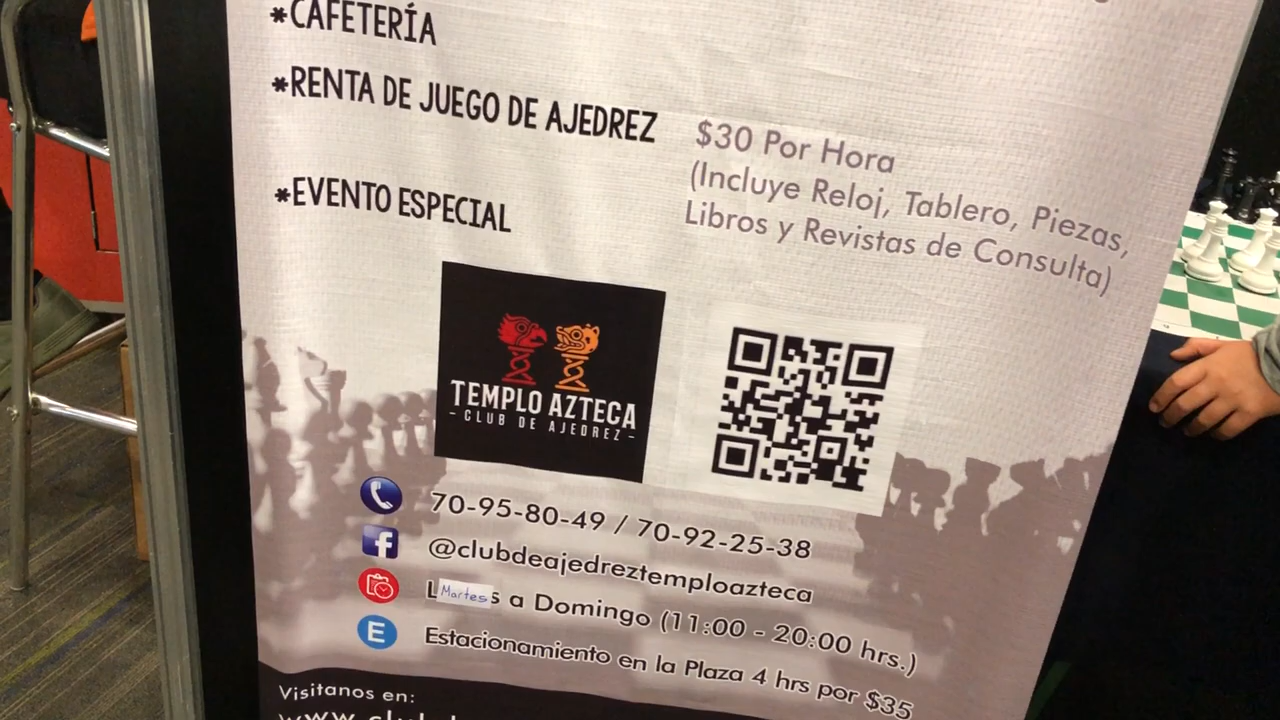 *CAFETERÍA
*RENTA DE JUEGO DE AJEDREZ
$30 Por Hora
(Incluye Reloj, Tablero, Piezas,
Libros y Revistas de Consulta)
*EVENTO ESPECIAL
TEMPLO AZTECA
- CLUB DE AJEDREZ -
70-95-80-49 / 70-92-25-38
@clubdeajedreztemploazteca
L Martes s a Domingo (11:00 - 20:00 hrs.)
E Estacionamiento en la Plaza 4 hrs por $35
Visitanos en: